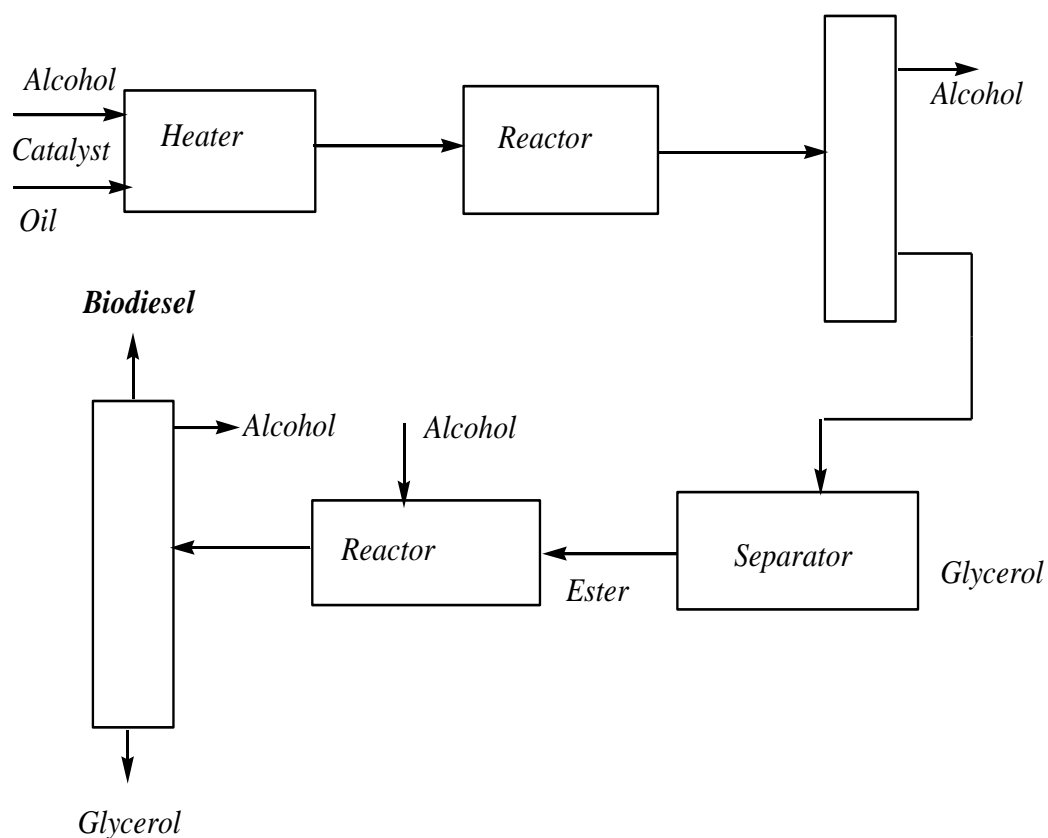 Alcohol
Catalyst
Oil
Heater
Reactor
Alcohol
Biodiesel
Alcohol
Alcohol
Reactor
Ester
Separator
Glycerol
Glycerol